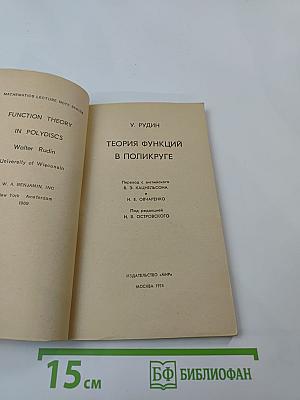 MATHEMATICS LECTURE NOTE SERIES
FUNCTION THEORY
IN POLYDISCS
Walter Rudin
University of Wisconsin
W. A. BENJAMIN, INC
New York Amsterdam
1969
У. РУДИН
ТЕОРИЯ ФУНКЦИЙ
В ПОЛИКРУГЕ
Перевод с английского
В. Э. КАЦНЕЛЬСОНА
и
И. Е. ОВЧАРЕНКО
Под редакцией
И. В. ОСТРОВСКОГО
ИЗДАТЕЛЬСТВО «МИР»
МОСКВА 1974
15 см
БФ БИБЛИОФАН